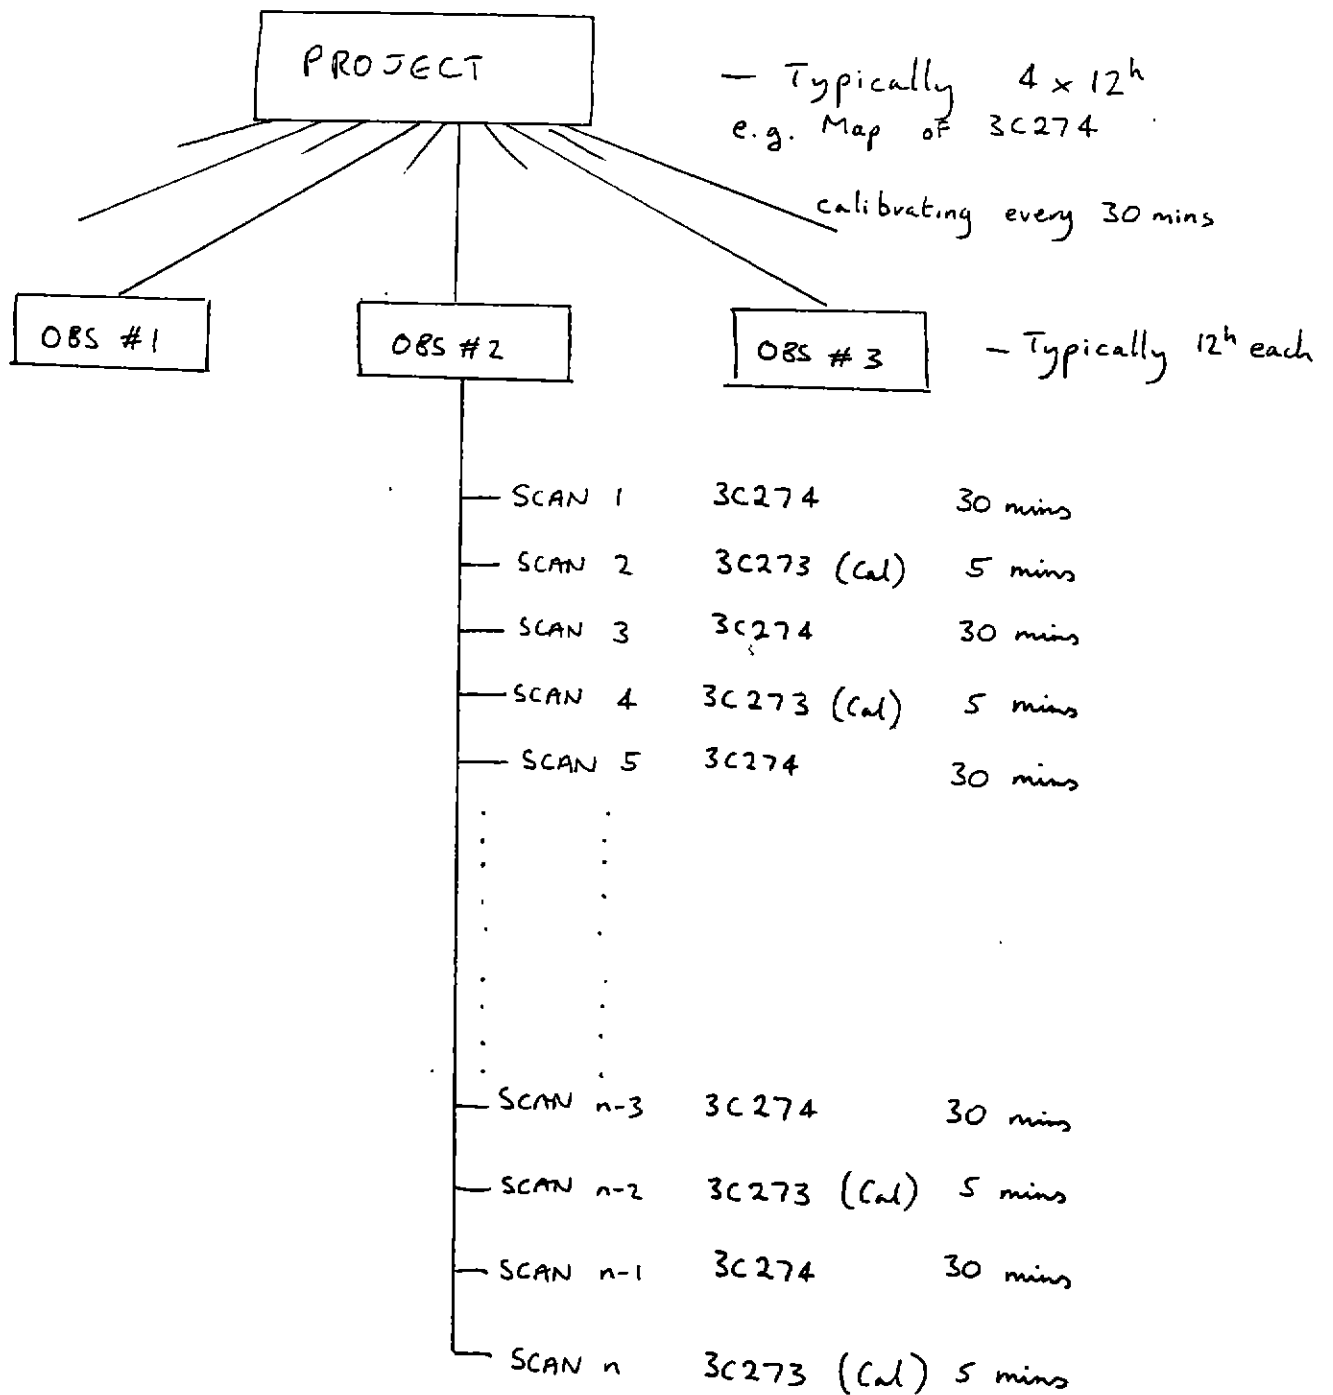 PROJECT
— Typically 4 x 12ʰ
e.g. Map of 3C274
calibrating every 30 mins
OBS #1
OBS #2
OBS #3
— Typically 12ʰ each
SCAN 1 3C274 30 mins
SCAN 2 3C273 (Cal) 5 mins
SCAN 3 3C274 30 mins
SCAN 4 3C273 (Cal) 5 mins
SCAN 5 3C274 30 mins
SCAN n-3 3C274 30 mins
SCAN n-2 3C273 (Cal) 5 mins
SCAN n-1 3C274 30 mins
SCAN n 3C273 (Cal) 5 mins